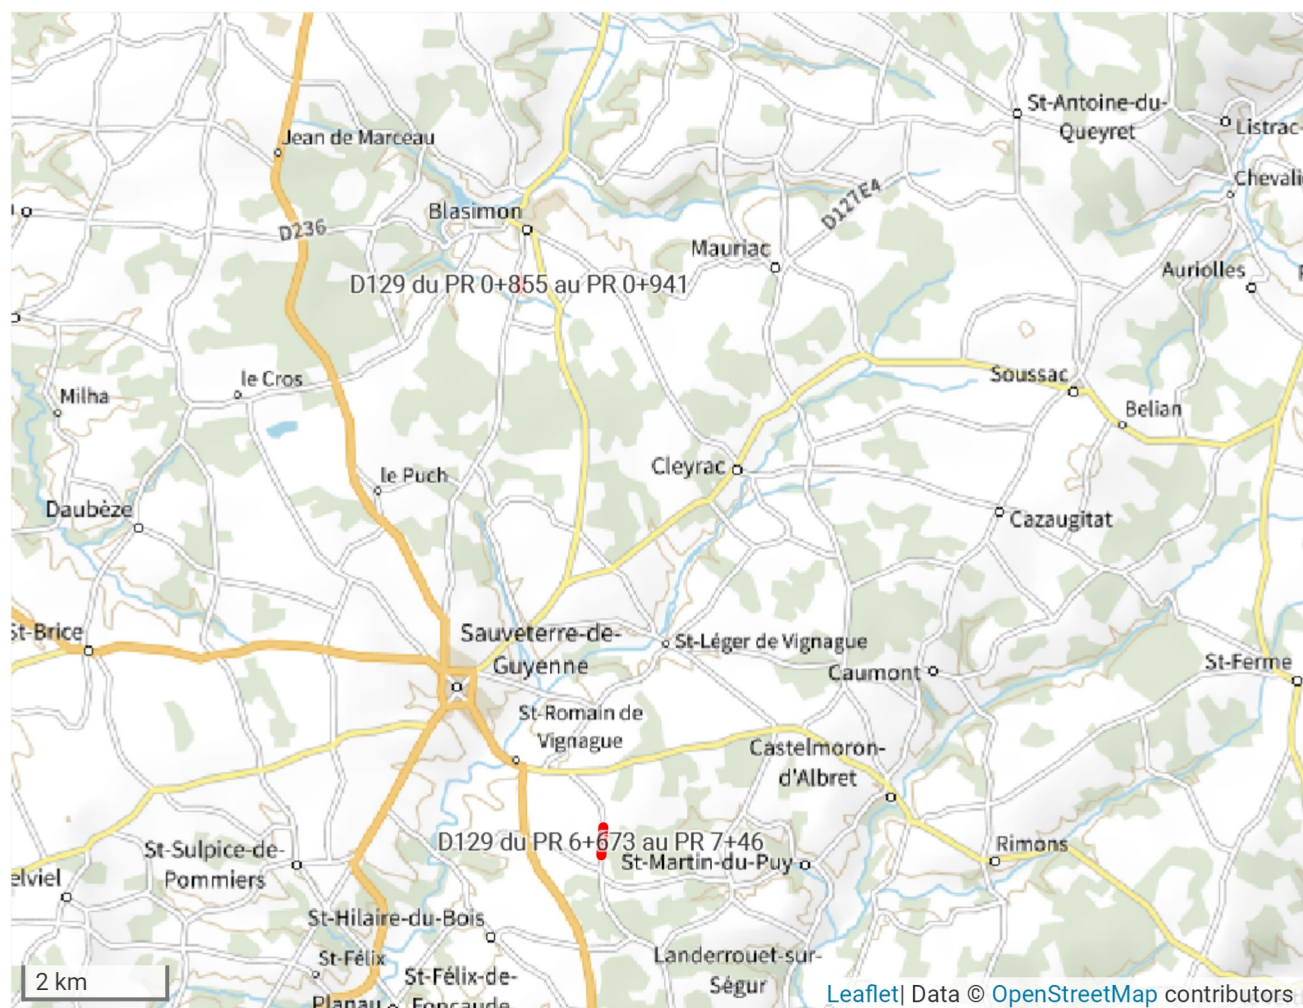 St-Antoine-du-
Queyret
Listrac-
Jean de Marceau
Chevali
Blasimon
D127E4
D236
Mauriac
Auriolles
D129 du PR 0+855 au PR 0+941
Soussac
le Cros
Milha
Belian
Cleyrac
le Puch
Daubèze
Cazaugitat
St-Brice
Sauveterre-de-
Guyenne
St-Léger de Vignague
Caumont
St-Ferme
St-Romain de
Vignague
Castelmoron-
d'Albret
D129 du PR 6+673 au PR 7+46
St-Sulpice-de-
Pommiers
Rimons
St-Martin-du-Puy
elviel
St-Hilaire-du-Bois
St-Félix
Landerrouet-sur-
Ségur
St-Félix-de-
Foncaude
Planau
2 km
Leaflet| Data © OpenStreetMap contributors